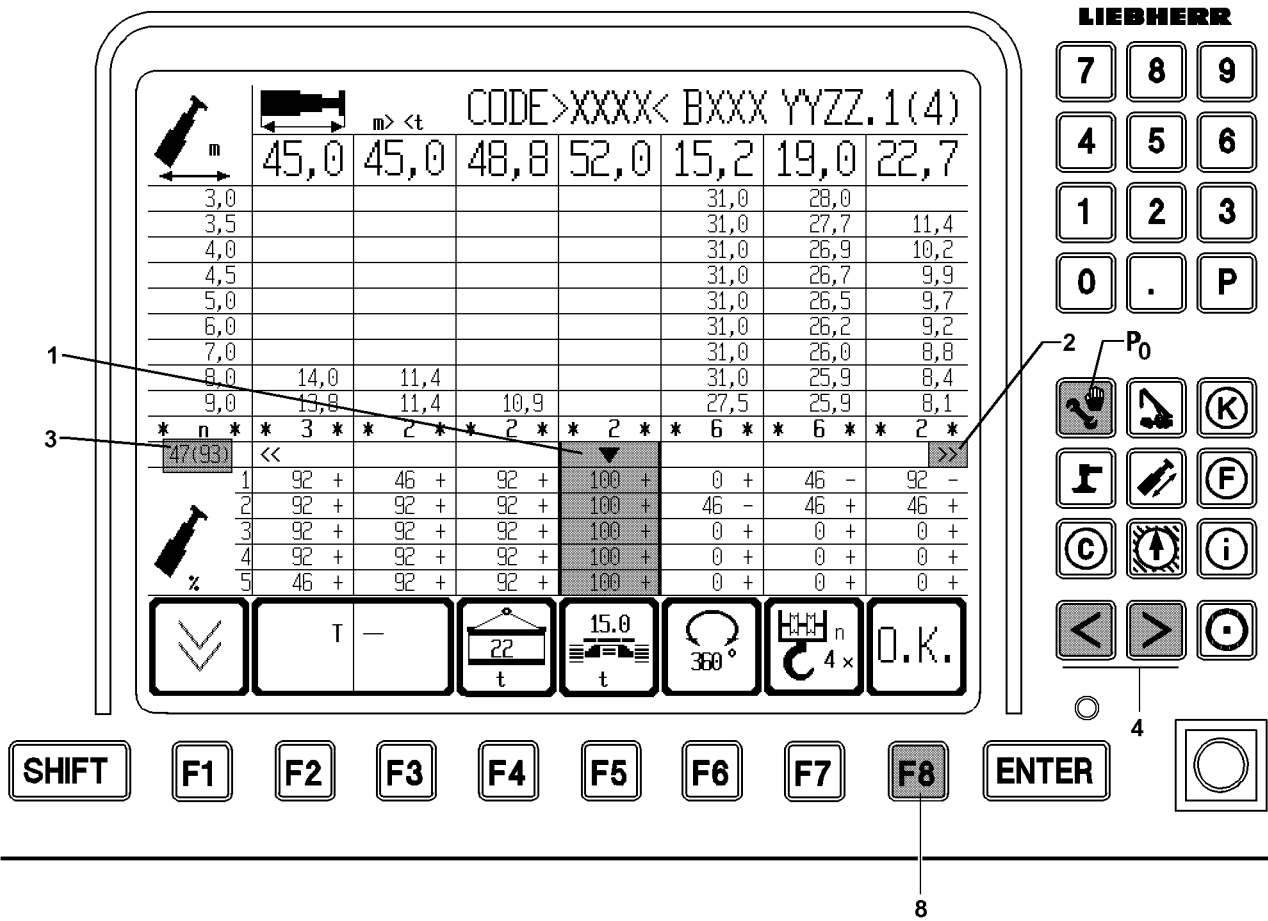 LIEBHERR
7 8 9
m> <t CODE>XXXX< BXXX YYZZ.1(4)
m 45,0 45,0 48,8 52,0 15,2 19,0 22,7
4 5 6
3,0 31,0 28,0
3,5 31,0 27,7 11,4
1 2 3
4,0 31,0 26,9 10,2
4,5 31,0 26,7 9,9
5,0 31,0 26,5 9,7
0 . P
6,0 31,0 26,2 9,2
7,0 31,0 26,0 8,8
1
2 P0
8,0 14,0 11,4 31,0 25,9 8,4
9,0 13,8 11,4 10,9 27,5 25,9 8,1
K
* n * * 3 * * 2 * * 2 * * 2 * * 6 * * 6 * * 2 *
3
47(93) << ▼ >>
1 92 + 46 + 92 + 100 + 0 + 46 - 92 -
F
2 92 + 92 + 92 + 100 + 46 - 46 + 46 +
3 92 + 92 + 92 + 100 + 0 + 0 + 0 +
4 92 + 92 + 92 + 100 + 0 + 0 + 0 +
C i
% 5 46 + 92 + 92 + 100 + 0 + 0 + 0 +
T — 22 t 15.0 t 360° n 4× O.K.
< >
4
SHIFT F1 F2 F3 F4 F5 F6 F7 F8 ENTER
8